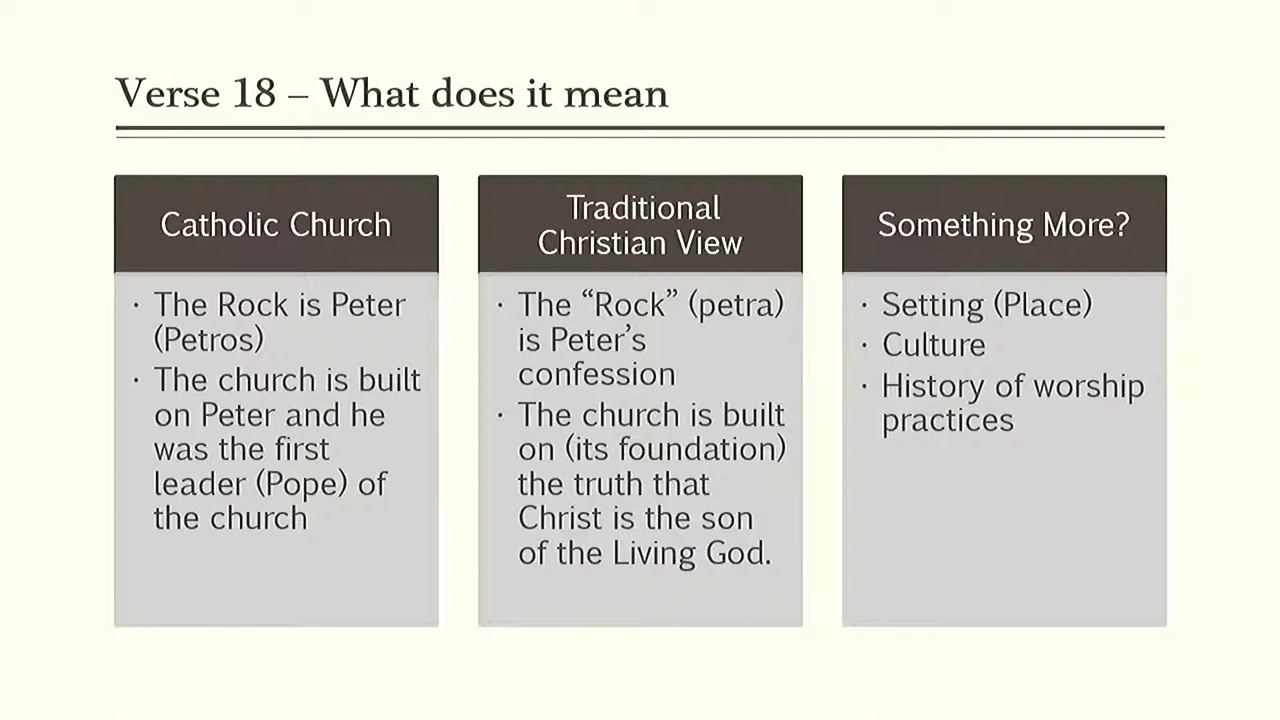 Verse 18 – What does it mean
Catholic Church
· The Rock is Peter
(Petros)
· The church is built
on Peter and he
was the first
leader (Pope) of
the church
Traditional
Christian View
· The “Rock” (petra)
is Peter’s
confession
· The church is built
on (its foundation)
the truth that
Christ is the son
of the Living God.
Something More?
· Setting (Place)
· Culture
· History of worship
practices